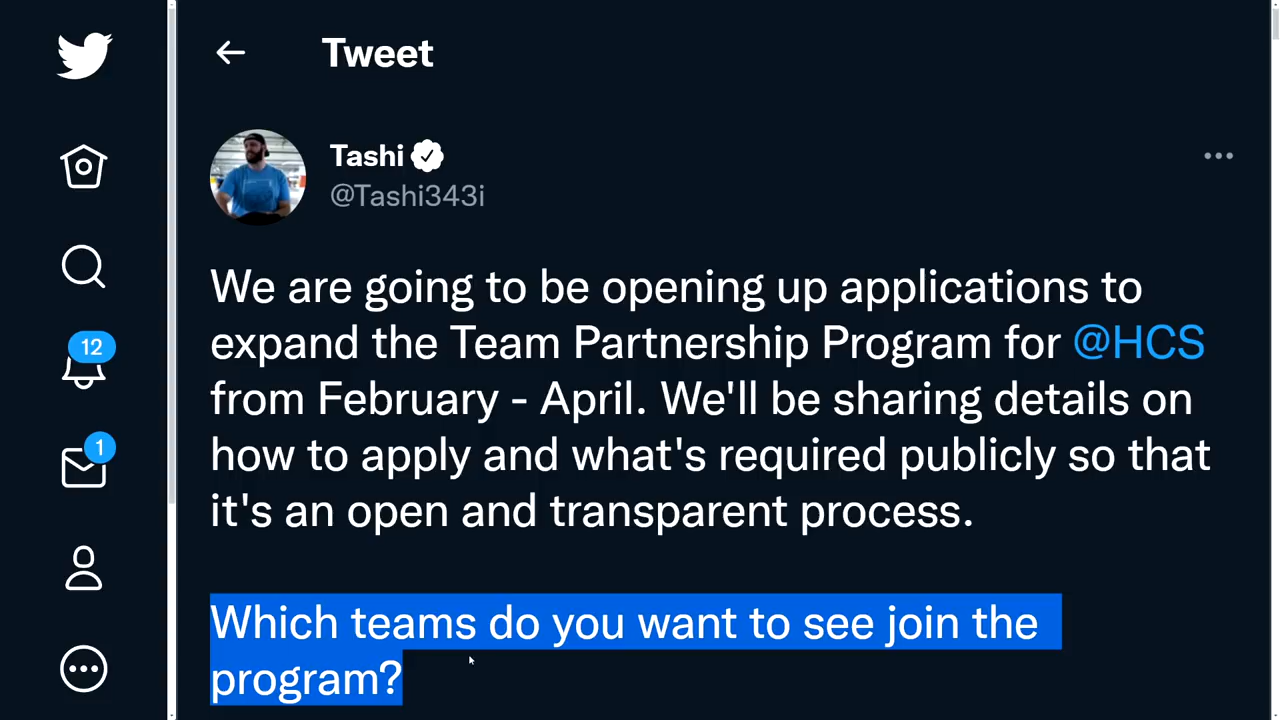 Tweet
Tashi
@Tashi343i
We are going to be opening up applications to
expand the Team Partnership Program for @HCS
from February - April. We'll be sharing details on
how to apply and what's required publicly so that
it's an open and transparent process.
Which teams do you want to see join the
program?
12
1